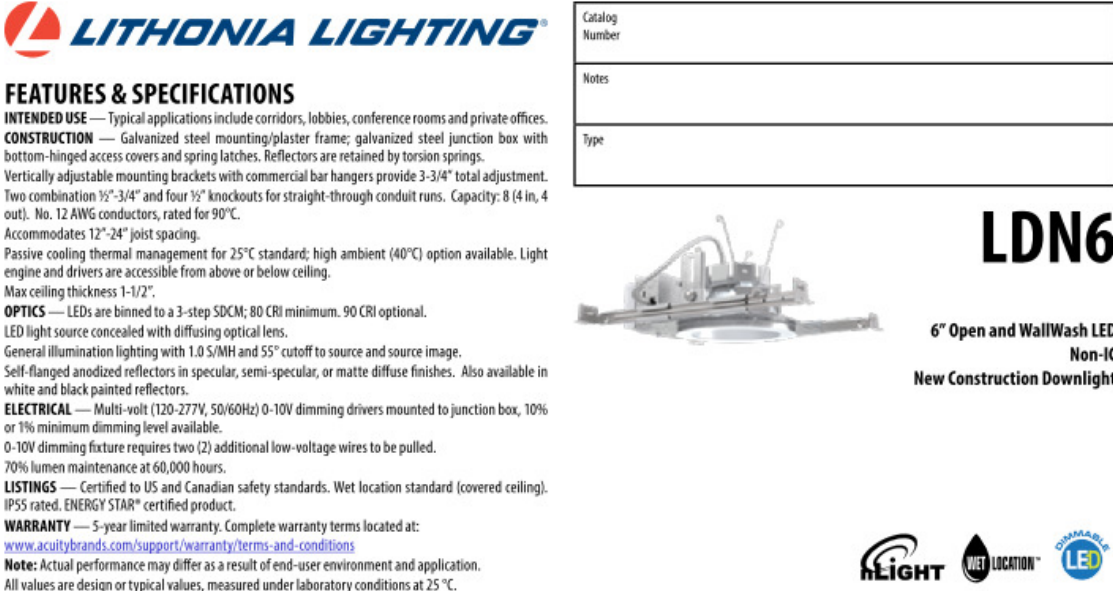 LITHONIA LIGHTING®
FEATURES & SPECIFICATIONS
INTENDED USE — Typical applications include corridors, lobbies, conference rooms and private offices.
CONSTRUCTION — Galvanized steel mounting/plaster frame; galvanized steel junction box with
bottom-hinged access covers and spring latches. Reflectors are retained by torsion springs.
Vertically adjustable mounting brackets with commercial bar hangers provide 3-3/4" total adjustment.
Two combination ½"-3/4" and four ½" knockouts for straight-through conduit runs. Capacity: 8 (4 in, 4
out). No. 12 AWG conductors, rated for 90°C.
Accommodates 12"-24" joist spacing.
Passive cooling thermal management for 25°C standard; high ambient (40°C) option available. Light
engine and drivers are accessible from above or below ceiling.
Max ceiling thickness 1-1/2".
OPTICS — LEDs are binned to a 3-step SDCM; 80 CRI minimum. 90 CRI optional.
LED light source concealed with diffusing optical lens.
General illumination lighting with 1.0 S/MH and 55° cutoff to source and source image.
Self-flanged anodized reflectors in specular, semi-specular, or matte diffuse finishes. Also available in
white and black painted reflectors.
ELECTRICAL — Multi-volt (120-277V, 50/60Hz) 0-10V dimming drivers mounted to junction box, 10%
or 1% minimum dimming level available.
0-10V dimming fixture requires two (2) additional low-voltage wires to be pulled.
70% lumen maintenance at 60,000 hours.
LISTINGS — Certified to US and Canadian safety standards. Wet location standard (covered ceiling).
IP55 rated. ENERGY STAR® certified product.
WARRANTY — 5-year limited warranty. Complete warranty terms located at:
www.acuitybrands.com/support/warranty/terms-and-conditions
Note: Actual performance may differ as a result of end-user environment and application.
All values are design or typical values, measured under laboratory conditions at 25 °C.
Catalog
Number
Notes
Type
LDN6
6" Open and WallWash LED
Non-IC
New Construction Downlight
nLIGHT
WET LOCATION™
DIMMABLE
LED